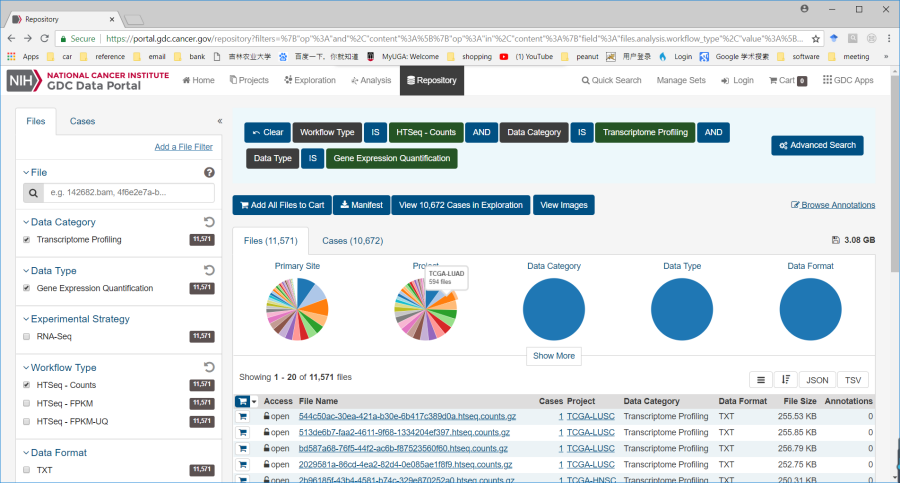 Repository
Secure | https://portal.gdc.cancer.gov/repository?filters=%7B"op"%3A"and"%2C"content"%3A%5B%7B"op"%3A"in"%2C"content"%3A%7B"field"%3A"files.analysis.workflow_type"%2C"value"%3A%5B...
Apps car reference email bank 吉林农业大学 百度一下，你就知道 MyUGA: Welcome shopping (1) YouTube peanut 用户登录 Login Google 学术搜索 software meeting »
NIH NATIONAL CANCER INSTITUTE
GDC Data Portal
Home Projects Exploration Analysis Repository Quick Search Manage Sets Login Cart 0 GDC Apps
Files Cases «
Add a File Filter
File
e.g. 142682.bam, 4f6e2e7a-b...
Data Category
Transcriptome Profiling 11,571
Data Type
Gene Expression Quantification 11,571
Experimental Strategy
RNA-Seq 11,571
Workflow Type
HTSeq - Counts 11,571
HTSeq - FPKM 11,571
HTSeq - FPKM-UQ 11,571
Data Format
TXT 11,571
Clear Workflow Type IS HTSeq - Counts AND Data Category IS Transcriptome Profiling AND
Data Type IS Gene Expression Quantification
Advanced Search
Add All Files to Cart Manifest View 10,672 Cases in Exploration View Images
Browse Annotations
Files (11,571) Cases (10,672) 3.08 GB
Primary Site Project Data Category Data Type Data Format
TCGA-LUAD
594 files
Show More
Showing 1 - 20 of 11,571 files
JSON TSV
Access File Name Cases Project Data Category Data Format File Size Annotations
open 544c50ac-30ea-421a-b30e-6b417c389d0a.htseq.counts.gz 1 TCGA-LUSC Transcriptome Profiling TXT 255.53 KB 0
open 513de6b7-faa2-4611-9f68-1334204ef397.htseq.counts.gz 1 TCGA-LUSC Transcriptome Profiling TXT 255.85 KB 0
open bd587a68-76f5-44f2-ac6b-f87523560f60.htseq.counts.gz 1 TCGA-LUSC Transcriptome Profiling TXT 256.79 KB 0
open 2029581a-86cd-4ea2-82d4-0e085ae1f8f9.htseq.counts.gz 1 TCGA-LUSC Transcriptome Profiling TXT 252.75 KB 0
open 2b96185f-43b4-4581-b74c-329e870252a0.htseq.counts.gz 1 TCGA-HNSC Transcriptome Profiling TXT 250.31 KB 0